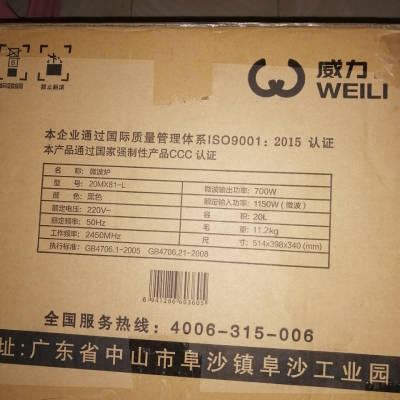 威力
WEILI
禁止翻滚
本企业通过国际质量管理体系ISO9001：2015 认证
本产品通过国家强制性产品CCC 认证
名 称：微波炉
型 号：20MX81-L 微波输出功率：700W
颜 色：黑色 额定输入功率：1150W（微波）
额定电压：220V~ 容 积：20L
额定频率：50Hz 重 量：11.2kg
工作频率：2450MHz 尺 寸：514x398x340 (mm)
执行标准：GB4706.1-2005 GB4706.21-2008
6 941286 603605
全国服务热线：4006-315-006
址:广东省中山市阜沙镇阜沙工业园